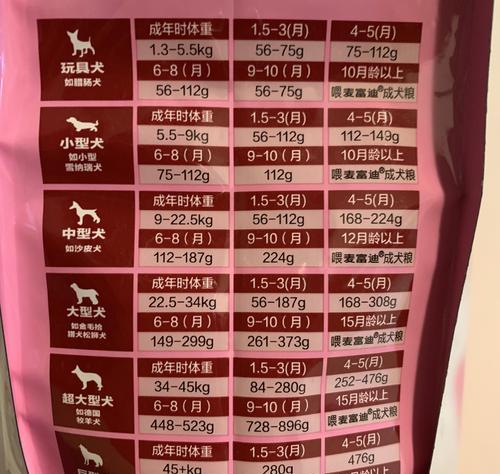 成年时体重 1.5-3(月) 4-5(月)
1.3-5.5kg 56-75g 75-112g
玩具犬
如腊肠犬
6-8(月) 9-10(月) 10月龄以上
56-112g 56-75g 喂麦富迪®成犬粮
成年时体重 1.5-3(月) 4-5(月)
5.5-9kg 56-112g 112-149g
小型犬
如小型
雪纳瑞犬
6-8(月) 9-10(月) 10月龄以上
75-112g 112g 喂麦富迪®成犬粮
成年时体重 1.5-3(月) 4-5(月)
9-22.5kg 56-112g 168-224g
中型犬
如沙皮犬
6-8(月) 9-10(月) 12月龄以上
112-187g 224g 喂麦富迪®成犬粮
成年时体重 1.5-3(月) 4-5(月)
22.5-34kg 56-187g 168-308g
大型犬
如金毛拾
猎犬松狮犬
6-8(月) 9-10(月) 15月龄以上
149-299g 261-373g 喂麦富迪®成犬粮
成年时体重 1.5-3(月) 4-5(月)
34-45kg 84-280g 252-476g
超大型犬
如德国
牧羊犬
6-8(月) 9-10(月) 15月龄以上
448-523g 728-896g 喂麦富迪®成犬粮
成年时体重 1.5-3(月) 4-5(月)
45+kg 280g 476g